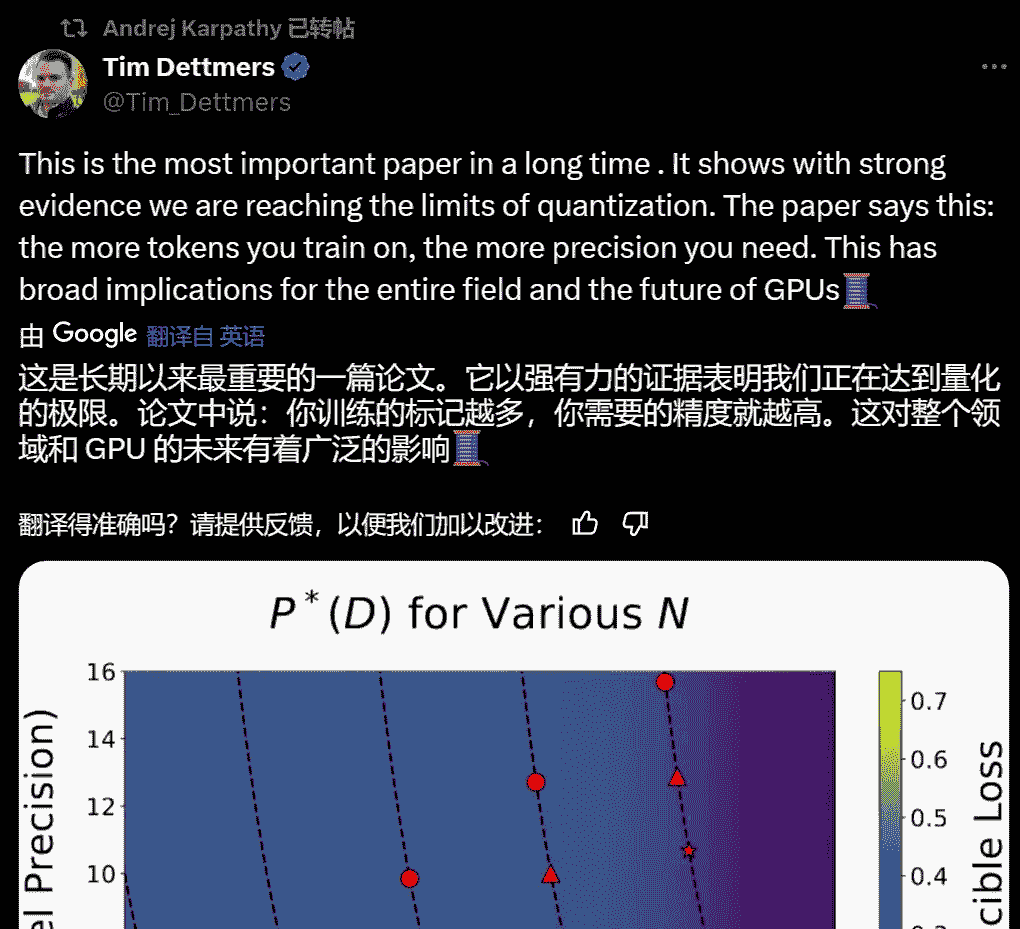 Andrej Karpathy 已转帖
Tim Dettmers
@Tim_Dettmers
This is the most important paper in a long time . It shows with strong
evidence we are reaching the limits of quantization. The paper says this:
the more tokens you train on, the more precision you need. This has
broad implications for the entire field and the future of GPUs🧵
由 Google 翻译自 英语
这是长期以来最重要的一篇论文。它以强有力的证据表明我们正在达到量化
的极限。论文中说：你训练的标记越多，你需要的精度就越高。这对整个领
域和 GPU 的未来有着广泛的影响🧵
翻译得准确吗？请提供反馈，以便我们加以改进：
P*(D) for Various N
16
14
12
10
el Precision)
0.7
0.6
0.5
0.4
cible Loss